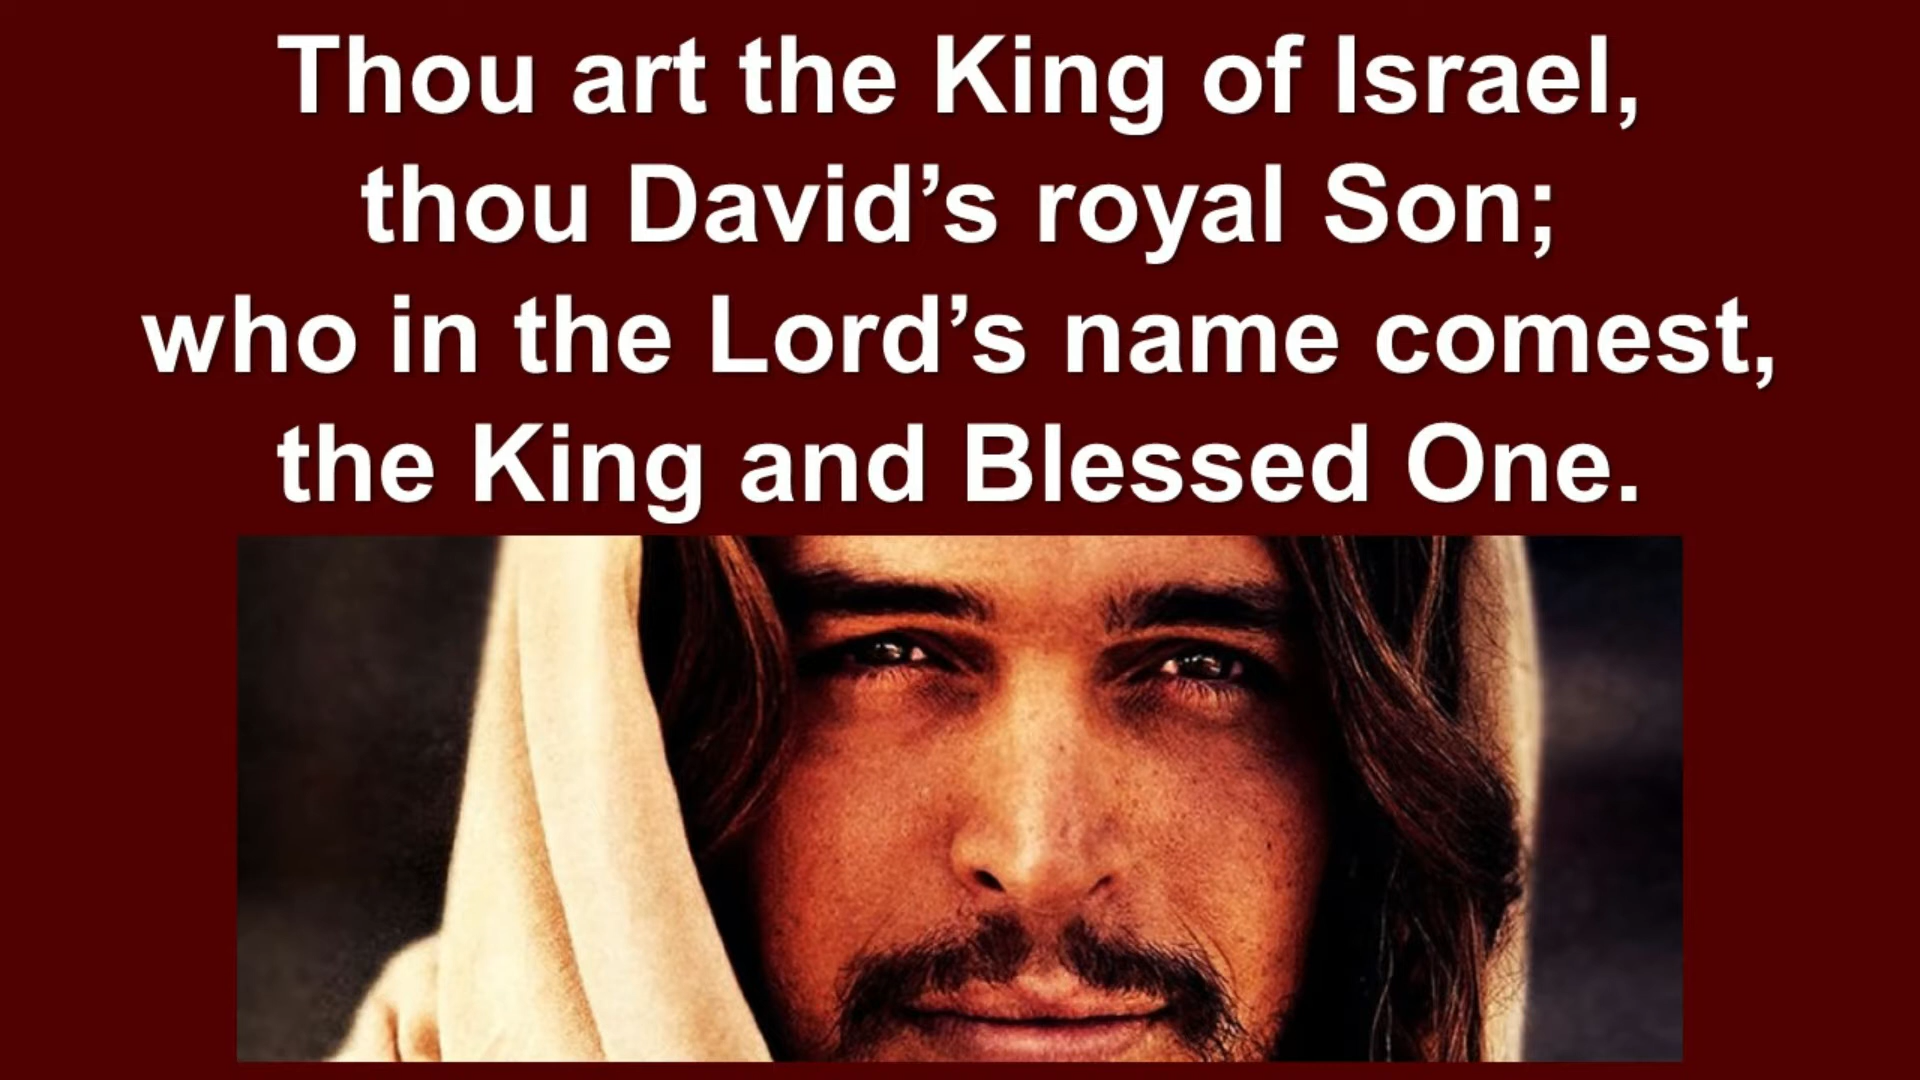 Thou art the King of Israel,
thou David’s royal Son;
who in the Lord’s name comest,
the King and Blessed One.